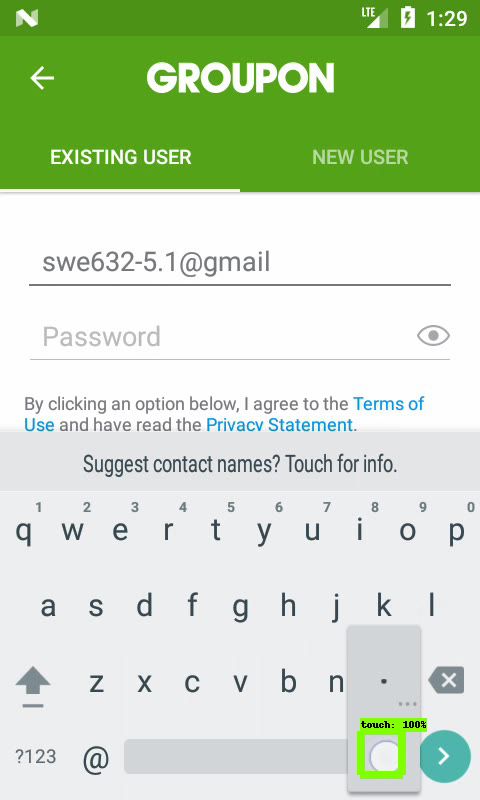 LTE 1:29
GROUPON
EXISTING USER NEW USER
swe632-5.1@gmail
Password
By clicking an option below, I agree to the Terms of
Use and have read the Privacy Statement.
Suggest contact names? Touch for info.
1 2 3 4 5 6 7 8 9 0
q w e r t y u i o p
a s d f g h j k l
z x c v b n .
...
touch: 100%
?123 @